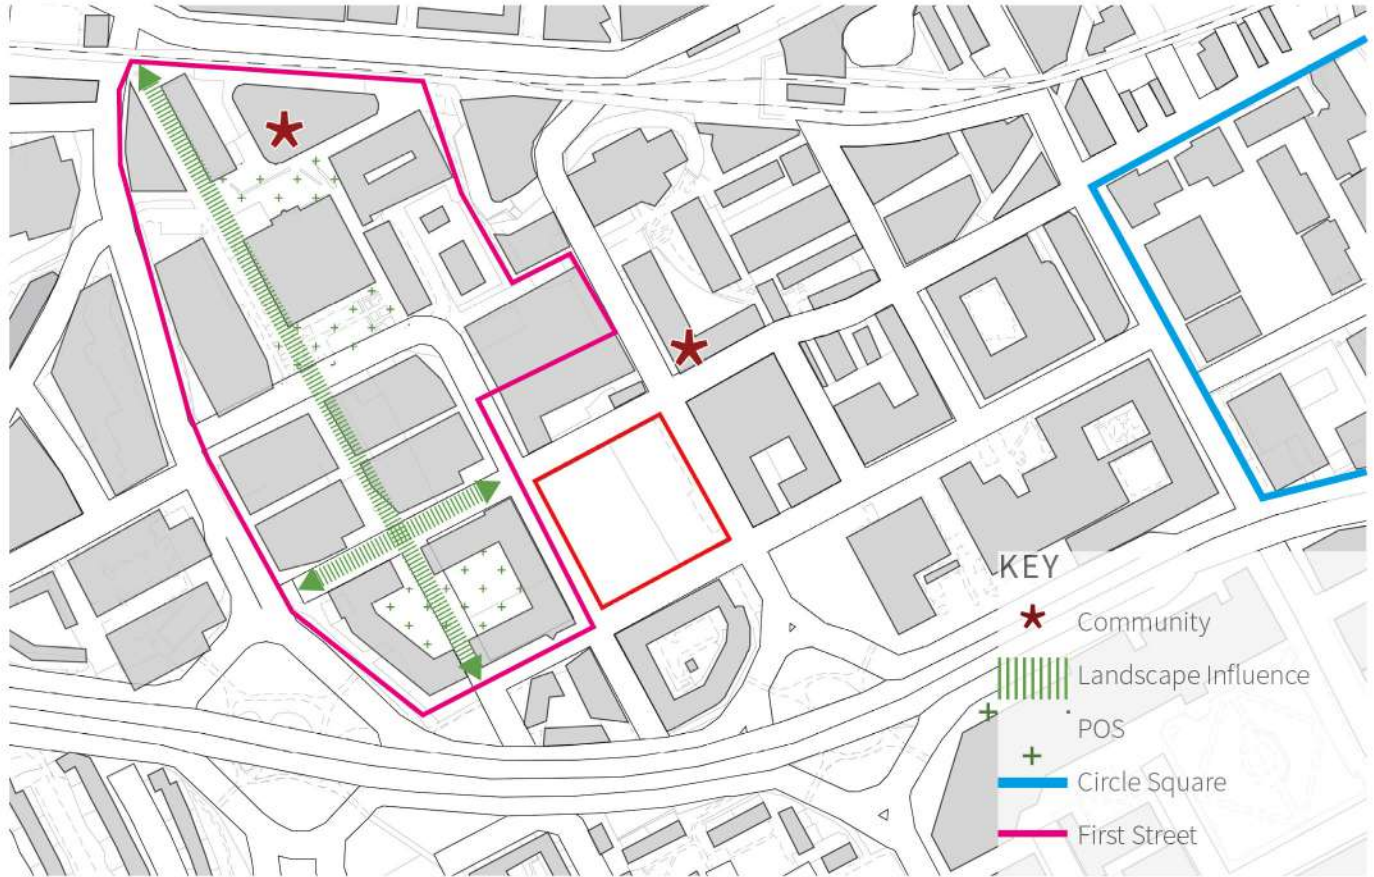 KEY
Community
Landscape Influence
POS
Circle Square
First Street